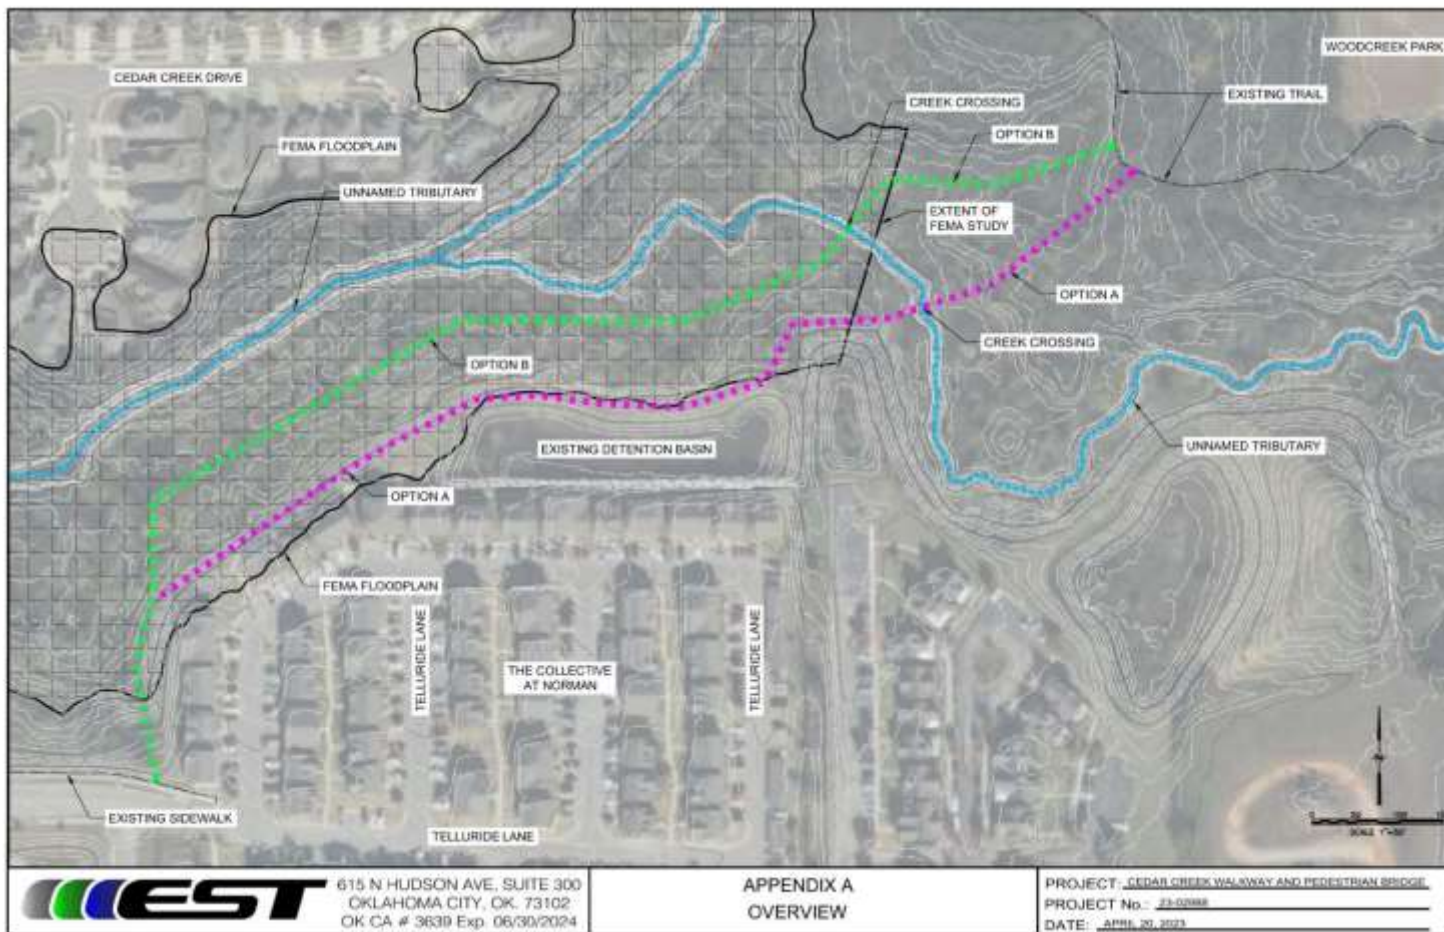 WOODCREEK PARK
CEDAR CREEK DRIVE
EXISTING TRAIL
CREEK CROSSING
OPTION B
FEMA FLOODPLAIN
UNNAMED TRIBUTARY
EXTENT OF
FEMA STUDY
OPTION A
CREEK CROSSING
OPTION B
UNNAMED TRIBUTARY
EXISTING DETENTION BASIN
OPTION A
FEMA FLOODPLAIN
TELLURIDE LANE
THE COLLECTIVE
AT NORMAN
TELLURIDE LANE
EXISTING SIDEWALK
TELLURIDE LANE
EST
615 N HUDSON AVE, SUITE 300
OKLAHOMA CITY, OK. 73102
OK CA # 3639 Exp. 06/30/2024
APPENDIX A
OVERVIEW
PROJECT: CEDAR CREEK WALKWAY AND PEDESTRIAN BRIDGE
PROJECT No.:
DATE: APRIL 20, 2023